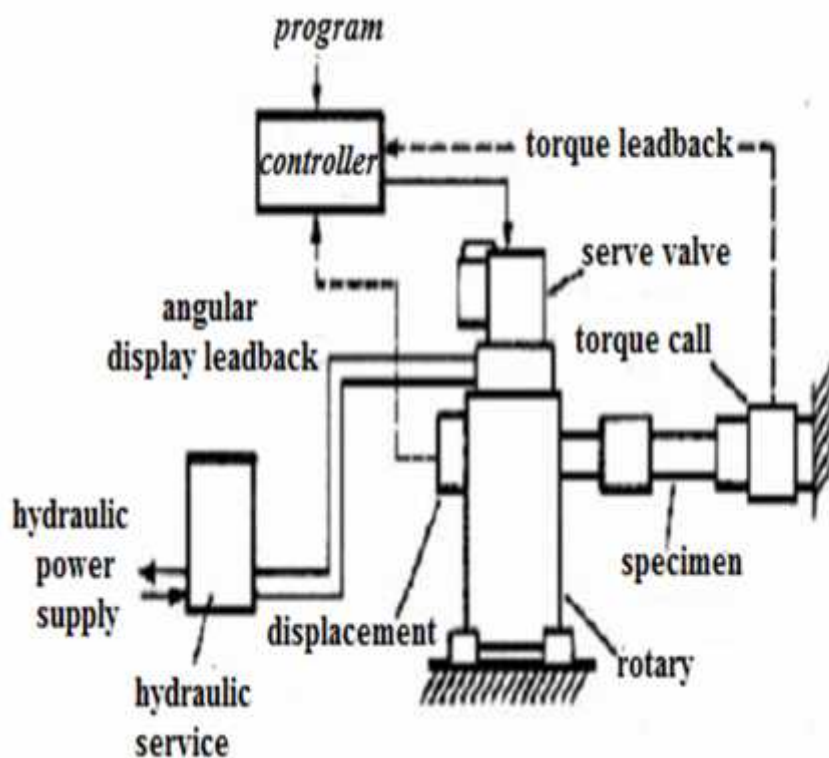 program
controller
torque leadback
serve valve
angular
display leadback
torque call
hydraulic
power
supply
specimen
displacement
rotary
hydraulic
service